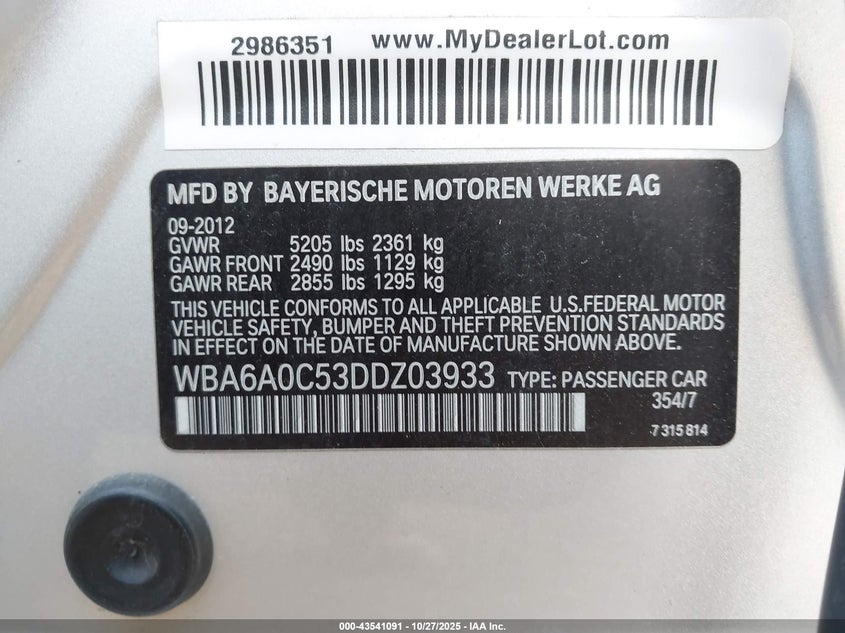 2986351 www.MyDealerLot.com
MFD BY BAYERISCHE MOTOREN WERKE AG
09-2012
GVWR 5205 lbs 2361 kg
GAWR FRONT 2490 lbs 1129 kg
GAWR REAR 2855 lbs 1295 kg
THIS VEHICLE CONFORMS TO ALL APPLICABLE U.S.FEDERAL MOTOR
VEHICLE SAFETY, BUMPER AND THEFT PREVENTION STANDARDS
IN EFFECT ON THE DATE OF MANUFACTURE SHOWN ABOVE.
WBA6A0C53DDZ03933 TYPE: PASSENGER CAR
354/7
7 315 814
000-43541091 - 10/27/2025 - IAA Inc.